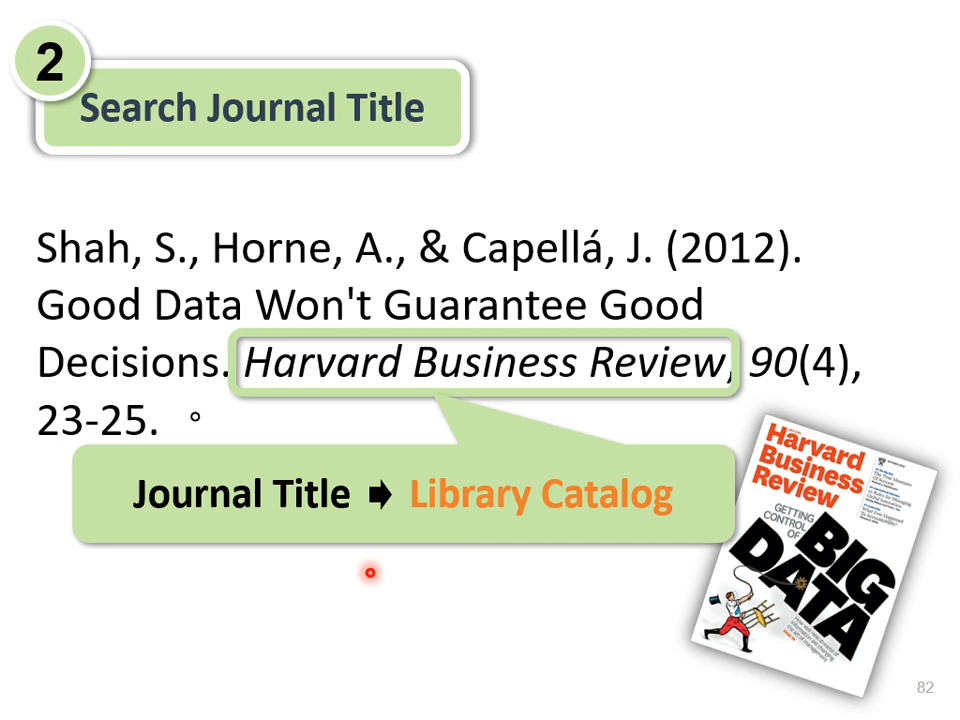 2
Search Journal Title
Shah, S., Horne, A., & Capellá, J. (2012).
Good Data Won't Guarantee Good
Decisions. Harvard Business Review, 90(4),
23-25. 。
Journal Title ➡ Library Catalog
Harvard
Business
Review
GETTING
CONTROL
OF
BIG
DATA
82